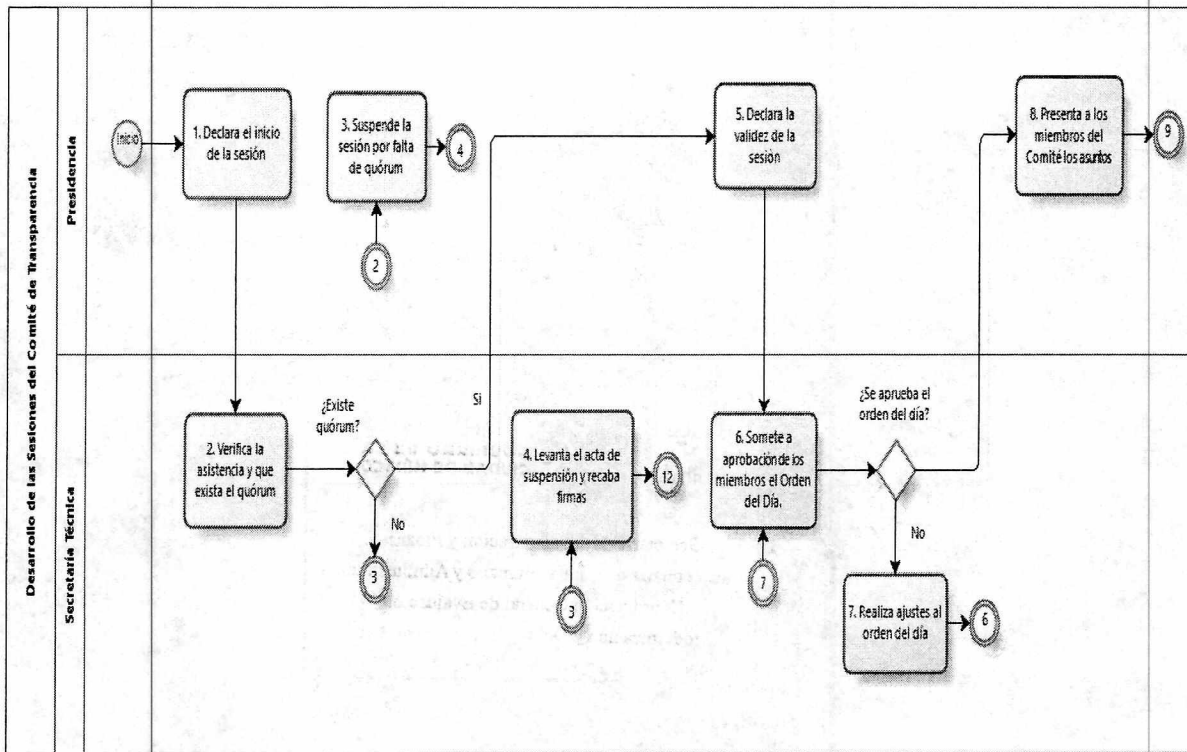 Desarrollo de las Sesiones del Comité de Transparencia
Presidencia
Inicio
1. Declara el inicio
de la sesión
3. Suspende la
sesión por falta
de quórum
4
2
5. Declara la
validez de la
sesión
8. Presenta a los
miembros del
Comité los asuntos
9
Secretaría Técnica
2. Verifica la
asistencia y que
exista el quórum
¿Existe
quórum?
Si
No
3
4. Levanta el acta de
suspensión y recaba
firmas
12
3
6. Somete a
aprobación de los
miembros el Orden
del Día.
7
¿Se aprueba el
orden del día?
No
7. Realiza ajustes al
orden del día
6